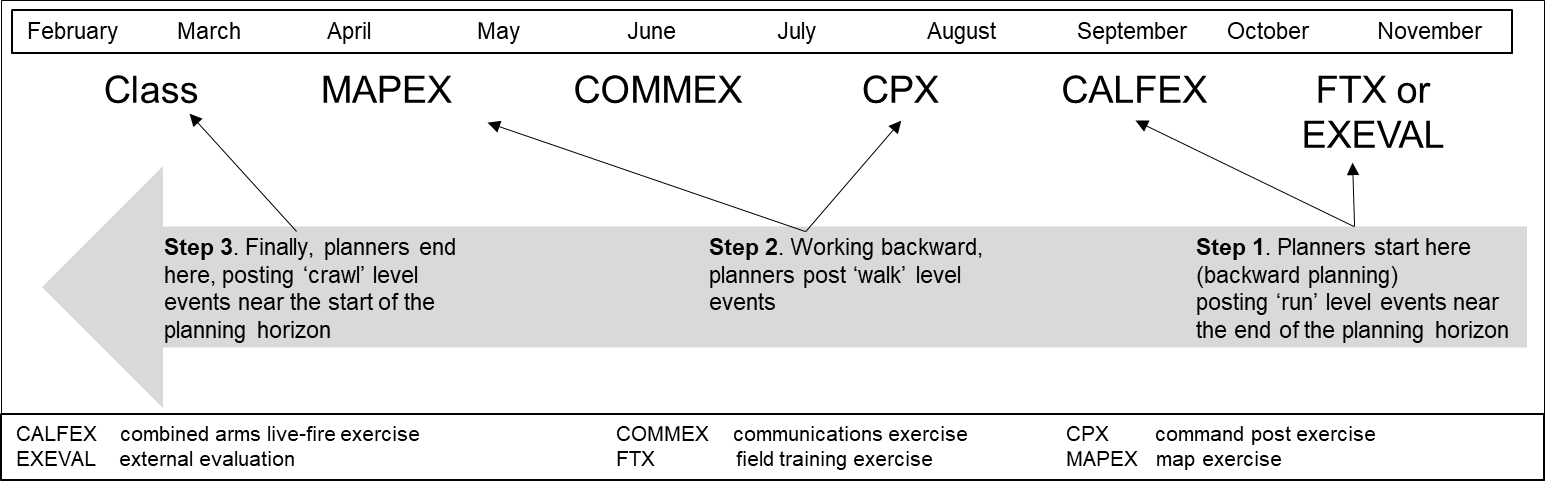 February March April May June July August September October November
Class MAPEX COMMEX CPX CALFEX FTX or
EXEVAL
Step 3. Finally, planners end
here, posting ‘crawl’ level
events near the start of the
planning horizon
Step 2. Working backward,
planners post ‘walk’ level
events
Step 1. Planners start here
(backward planning)
posting ‘run’ level events near
the end of the planning horizon
CALFEX combined arms live-fire exercise
EXEVAL external evaluation
COMMEX communications exercise
FTX field training exercise
CPX command post exercise
MAPEX map exercise